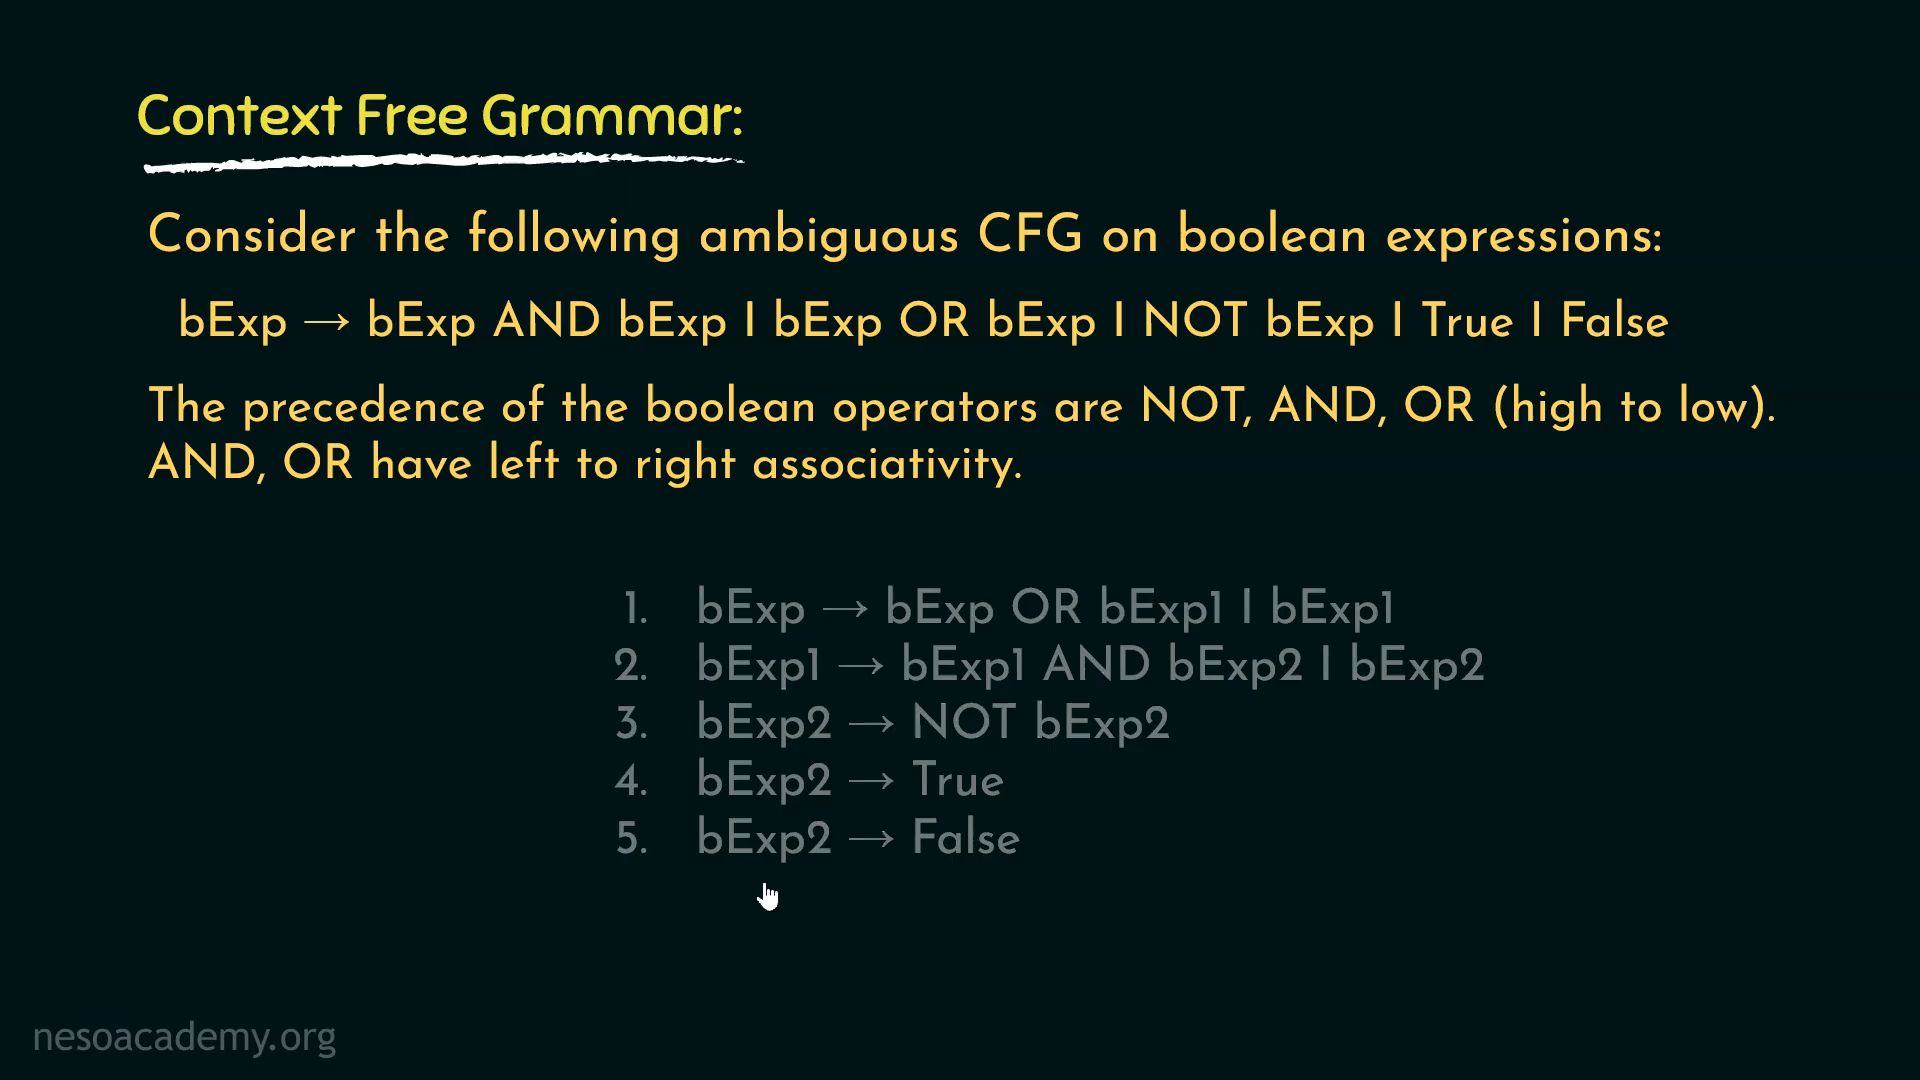 Context Free Grammar:
Consider the following ambiguous CFG on boolean expressions:
bExp → bExp AND bExp | bExp OR bExp | NOT bExp | True | False
The precedence of the boolean operators are NOT, AND, OR (high to low).
AND, OR have left to right associativity.
1. bExp → bExp OR bExp1 | bExp1
2. bExp1 → bExp1 AND bExp2 | bExp2
3. bExp2 → NOT bExp2
4. bExp2 → True
5. bExp2 → False
nesoacademy.org